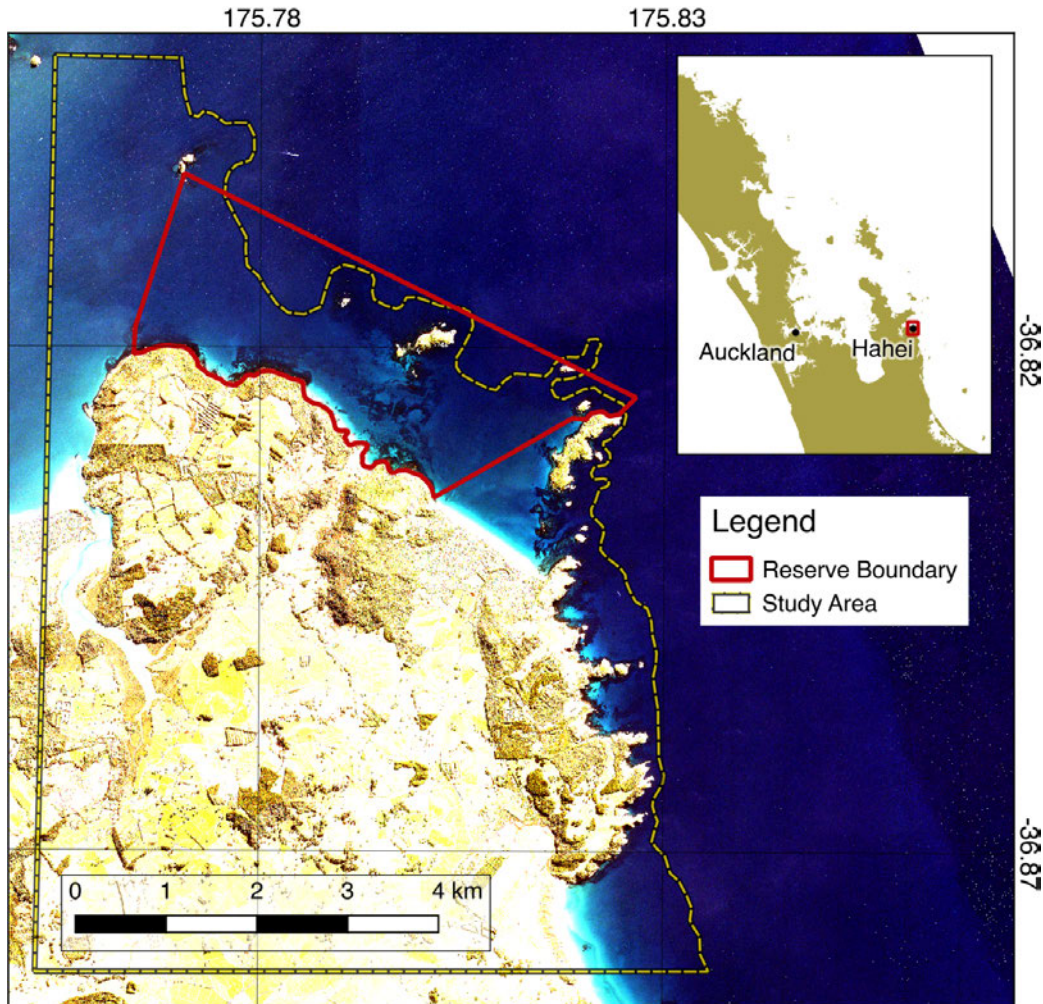 175.78 175.83
Auckland Hahei
-36.82
Legend
Reserve Boundary
Study Area
-36.87
0 1 2 3 4 km